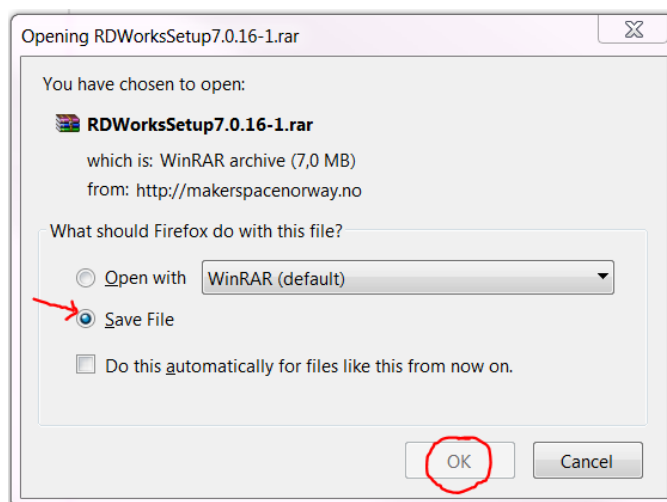 Opening RDWorksSetup7.0.16-1.rar
You have chosen to open:
RDWorksSetup7.0.16-1.rar
which is: WinRAR archive (7,0 MB)
from: http://makerspacenorway.no
What should Firefox do with this file?
Open with WinRAR (default)
Save File
Do this automatically for files like this from now on.
OK Cancel